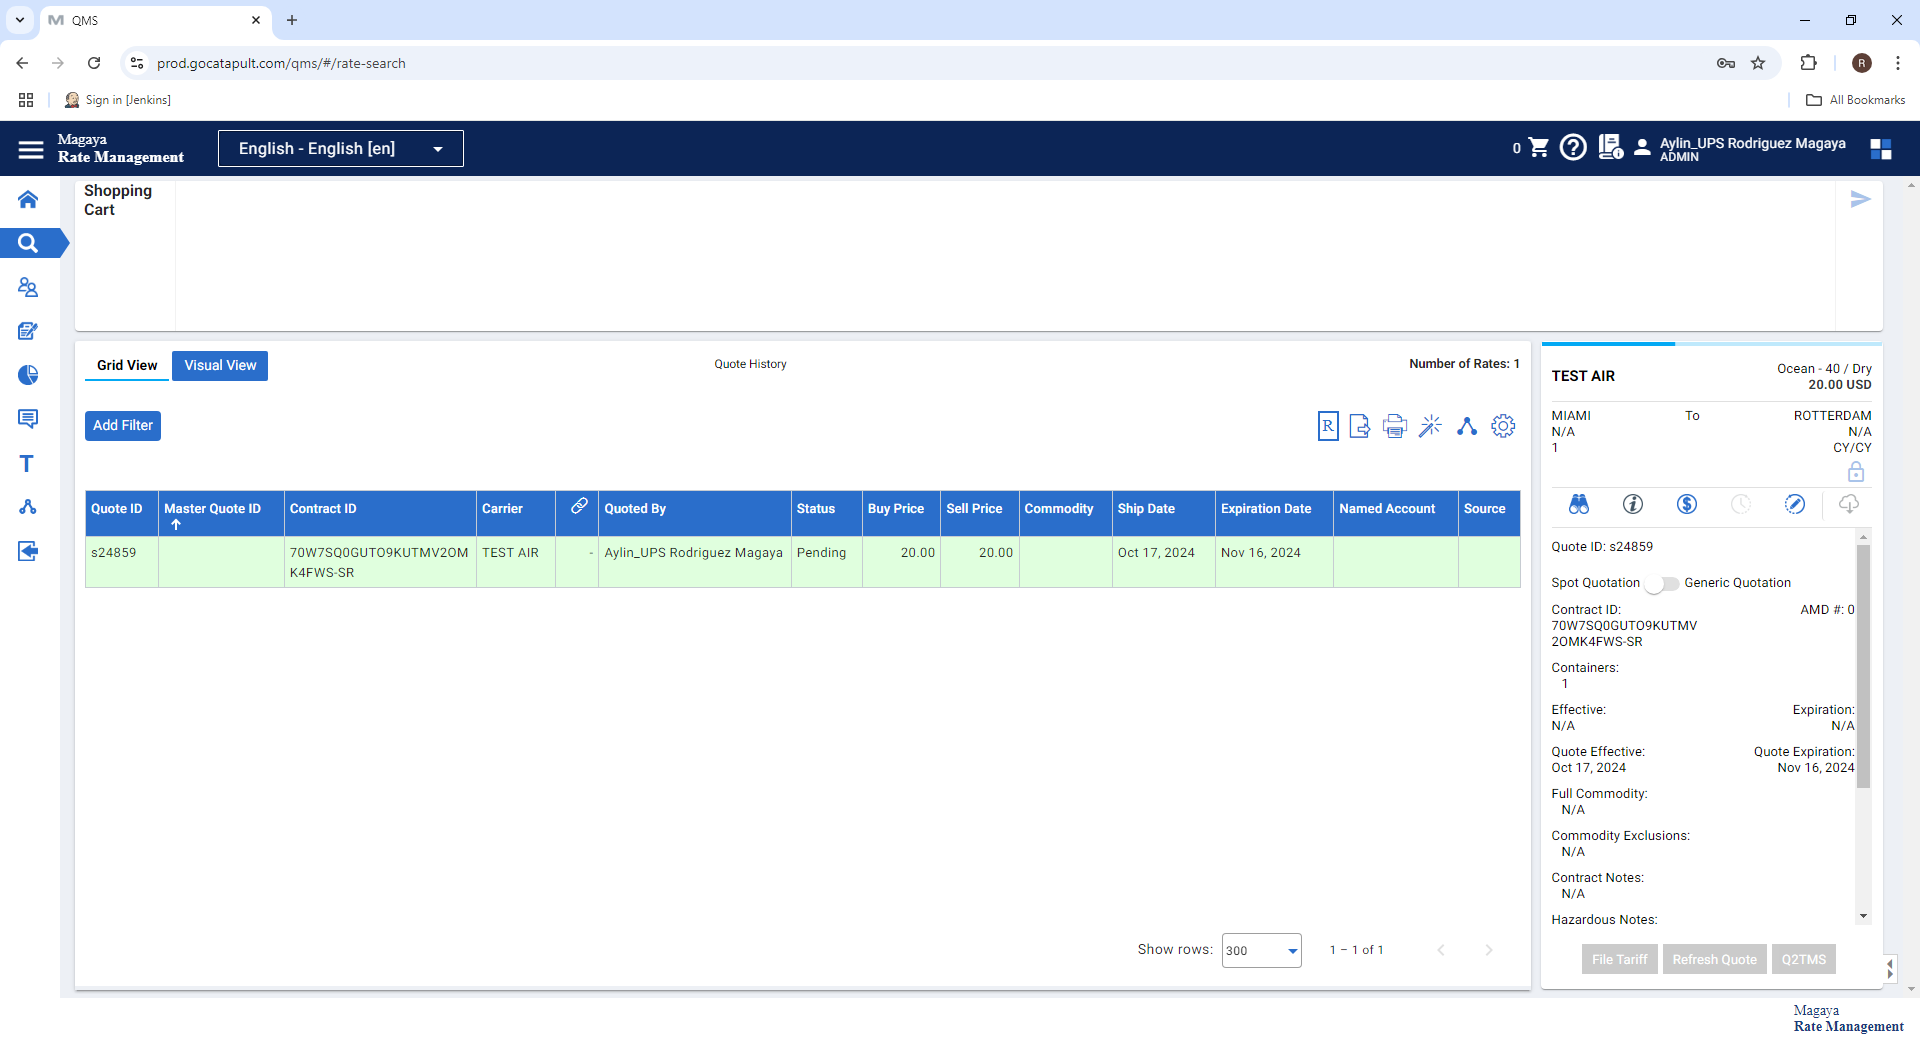 QMS
prod.gocatapult.com/qms/#/rate-search
R
Sign in [Jenkins]
All Bookmarks
Magaya
Rate Management
English - English [en]
0
Aylin_UPS Rodriguez Magaya
ADMIN
Shopping
Cart
Grid View
Visual View
Quote History
Number of Rates: 1
Add Filter
R
Quote ID
Master Quote ID
Contract ID
Carrier
Quoted By
Status
Buy Price
Sell Price
Commodity
Ship Date
Expiration Date
Named Account
Source
s24859
70W7SQ0GUTO9KUTMV2OM
K4FWS-SR
TEST AIR
-
Aylin_UPS Rodriguez Magaya
Pending
20.00
20.00
Oct 17, 2024
Nov 16, 2024
Show rows:
300
1 – 1 of 1
TEST AIR
Ocean - 40 / Dry
20.00 USD
MIAMI
To
ROTTERDAM
N/A
N/A
1
CY/CY
Quote ID: s24859
Spot Quotation
Generic Quotation
Contract ID:
AMD #: 0
70W7SQ0GUTO9KUTMV
2OMK4FWS-SR
Containers:
1
Effective:
Expiration:
N/A
N/A
Quote Effective:
Quote Expiration:
Oct 17, 2024
Nov 16, 2024
Full Commodity:
N/A
Commodity Exclusions:
N/A
Contract Notes:
N/A
Hazardous Notes:
File Tariff
Refresh Quote
Q2TMS
T
Magaya
Rate Management